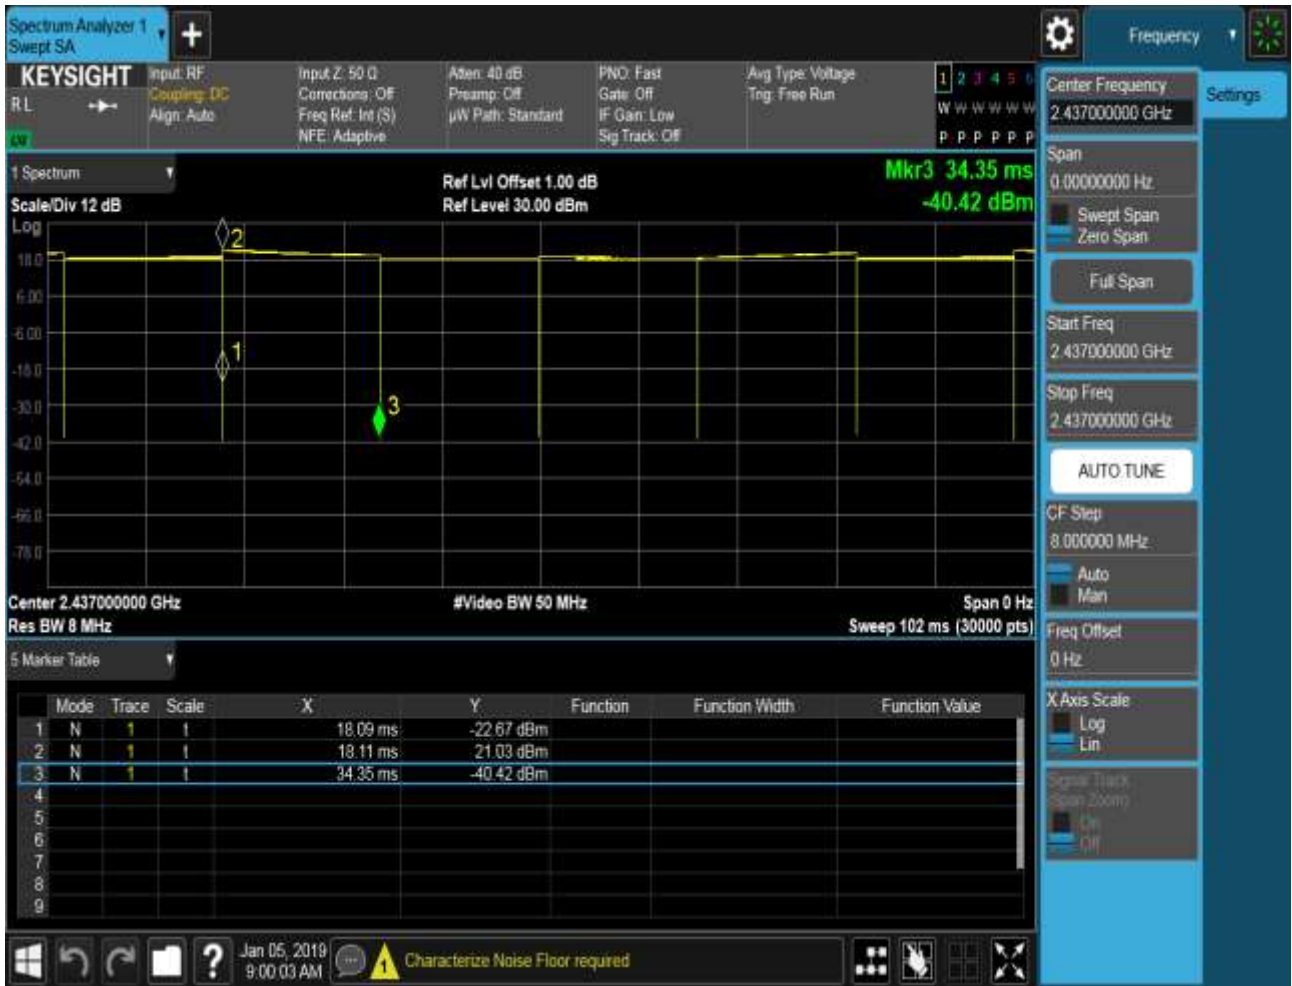 Spectrum Analyzer 1
Swept SA
+
Frequency
KEYSIGHT
RL
Input: RF
Coupling: DC
Align: Auto
Input Z: 50 Ω
Corrections: Off
Freq Ref: Int (S)
NFE: Adaptive
Atten: 40 dB
Preamp: Off
µW Path: Standard
PNO: Fast
Gate: Off
IF Gain: Low
Sig Track: Off
Avg Type: Voltage
Trig: Free Run
1 2 3 4 5 6
W W W W W W
P P P P P P
1 Spectrum
Scale/Div 12 dB
Ref Lvl Offset 1.00 dB
Ref Level 30.00 dBm
Mkr3 34.35 ms
-40.42 dBm
Log
18.0
6.00
-6.00
-18.0
-30.0
-42.0
-54.0
-66.0
-78.0
2
1
3
Center 2.437000000 GHz
Res BW 8 MHz
#Video BW 50 MHz
Span 0 Hz
Sweep 102 ms (30000 pts)
5 Marker Table
Mode Trace Scale X Y Function Function Width Function Value
1 N 1 t 18.09 ms -22.67 dBm
2 N 1 t 18.11 ms 21.03 dBm
3 N 1 t 34.35 ms -40.42 dBm
4
5
6
7
8
9
Center Frequency
2.437000000 GHz
Settings
Span
0.00000000 Hz
Swept Span
Zero Span
Full Span
Start Freq
2.437000000 GHz
Stop Freq
2.437000000 GHz
AUTO TUNE
CF Step
8.000000 MHz
Auto
Man
Freq Offset
0 Hz
X Axis Scale
Log
Lin
Signal Track
(Span Zoom)
On
Off
?
Jan 05, 2019
9:00:03 AM
1
Characterize Noise Floor required